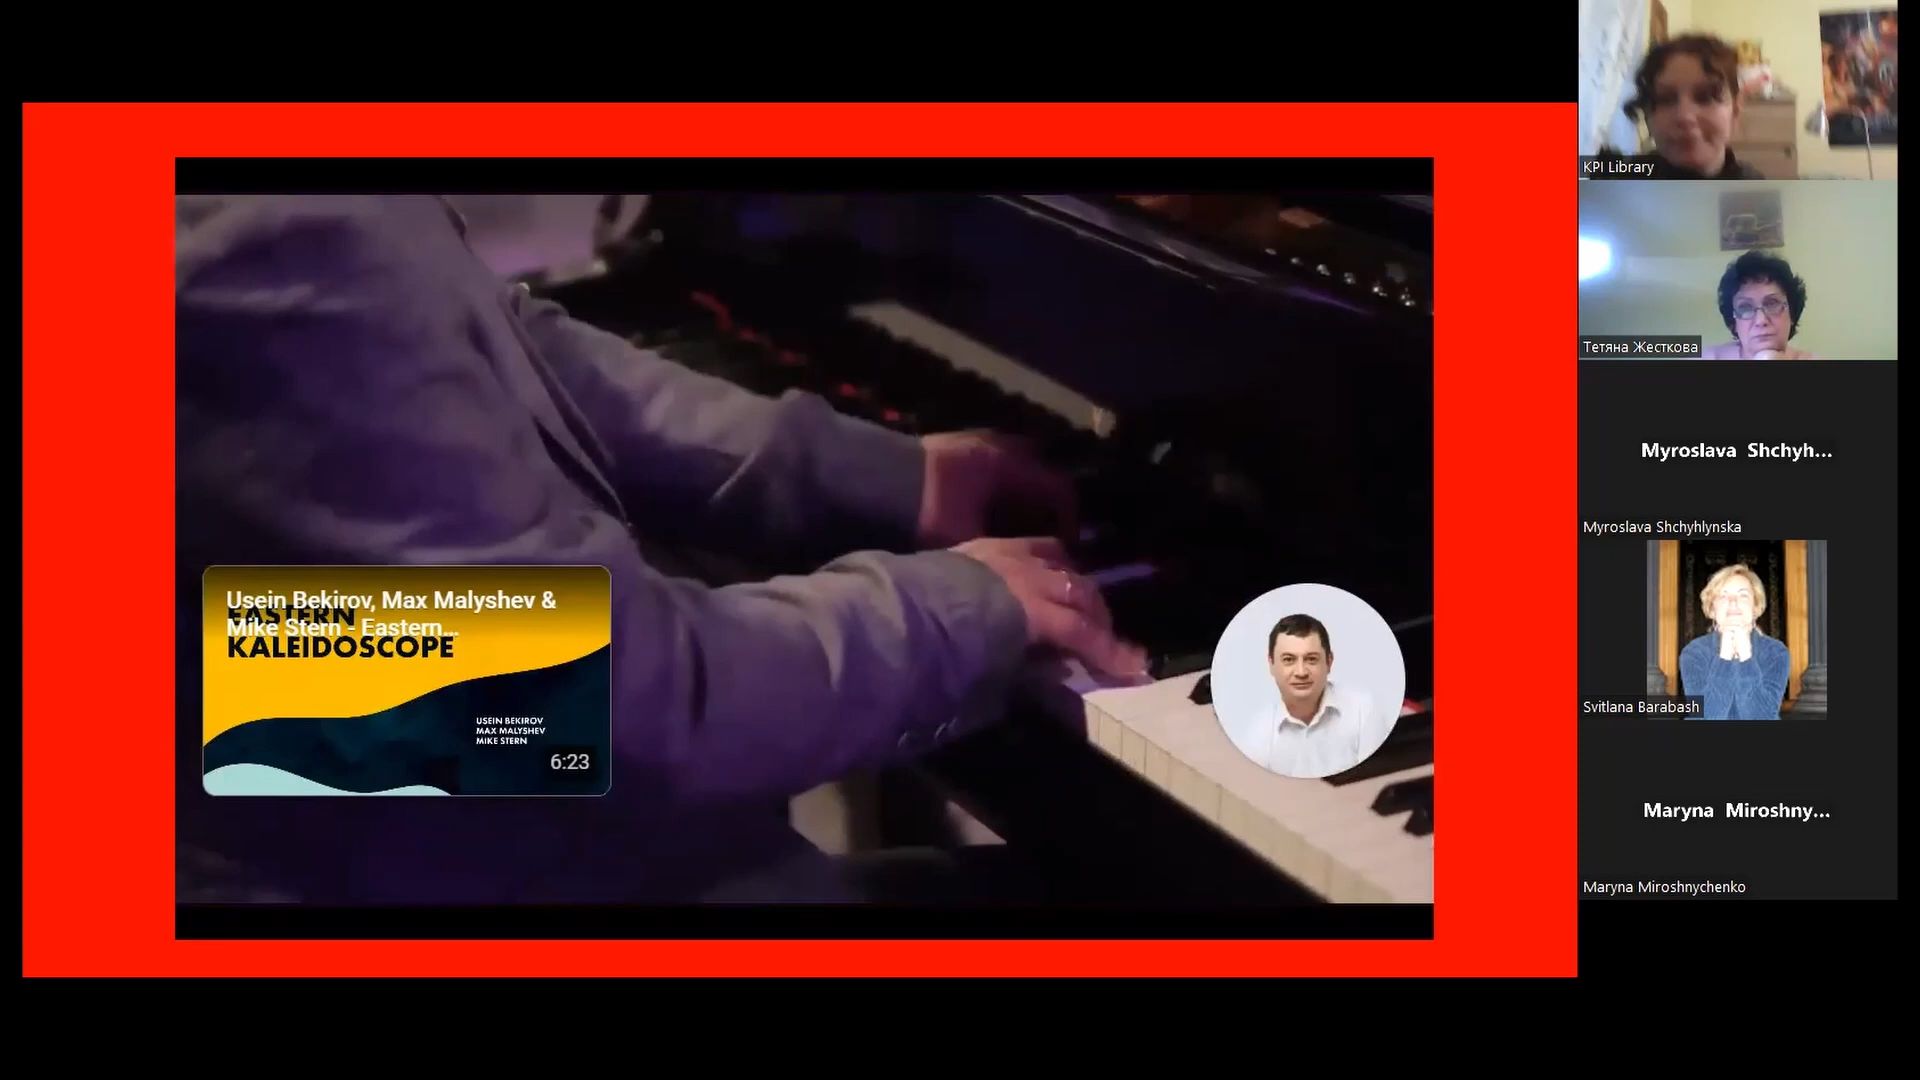 Usein Bekirov, Max Malyshev &
Mike Stern - Eastern...
EASTERN
KALEIDOSCOPE
USEIN BEKIROV
MAX MALYSHEV
MIKE STERN
6:23
KPI Library
Тетяна Жесткова
Myroslava Shchyh...
Myroslava Shchyhlynska
Svitlana Barabash
Maryna Miroshny...
Maryna Miroshnychenko